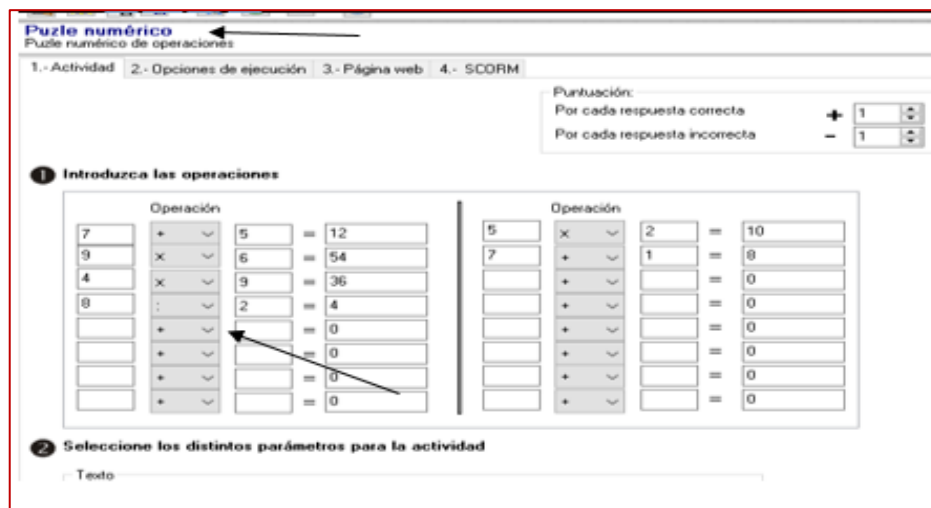 Puzle numérico
Puzle numérico de operaciones
1.- Actividad 2.- Opciones de ejecución 3.- Página web 4.- SCORM
Puntuación:
Por cada respuesta correcta + 1
Por cada respuesta incorrecta - 1
1 Introduzca las operaciones
Operación Operación
7 + 5 = 12 5 x 2 = 10
9 x 6 = 54 7 + 1 = 8
4 x 9 = 36 + = 0
8 : 2 = 4 + = 0
+ = 0 + = 0
+ = 0 + = 0
+ = 0 + = 0
+ = 0 + = 0
2 Seleccione los distintos parámetros para la actividad
Texto